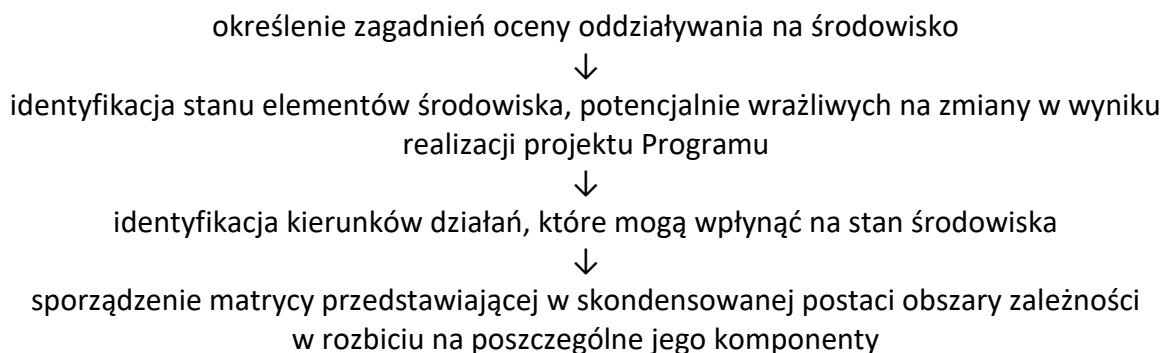 określenie zagadnień oceny oddziaływania na środowisko
↓
identyfikacja stanu elementów środowiska, potencjalnie wrażliwych na zmiany w wyniku
realizacji projektu Programu
↓
identyfikacja kierunków działań, które mogą wpłynąć na stan środowiska
↓
sporządzenie matrycy przedstawiającej w skondensowanej postaci obszary zależności
w rozbiciu na poszczególne jego komponenty